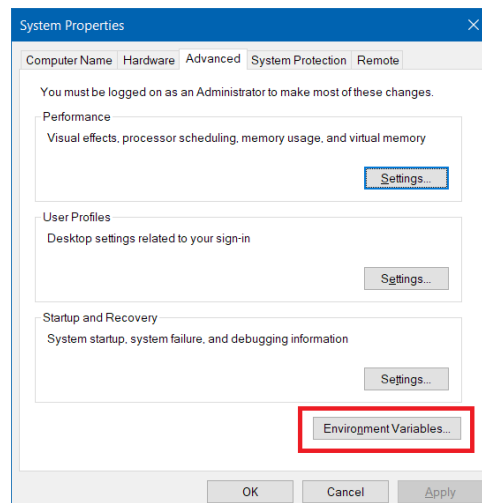 System Properties
Computer Name Hardware Advanced System Protection Remote
You must be logged on as an Administrator to make most of these changes.
Performance
Visual effects, processor scheduling, memory usage, and virtual memory
Settings...
User Profiles
Desktop settings related to your sign-in
Settings...
Startup and Recovery
System startup, system failure, and debugging information
Settings...
Environment Variables...
OK Cancel Apply